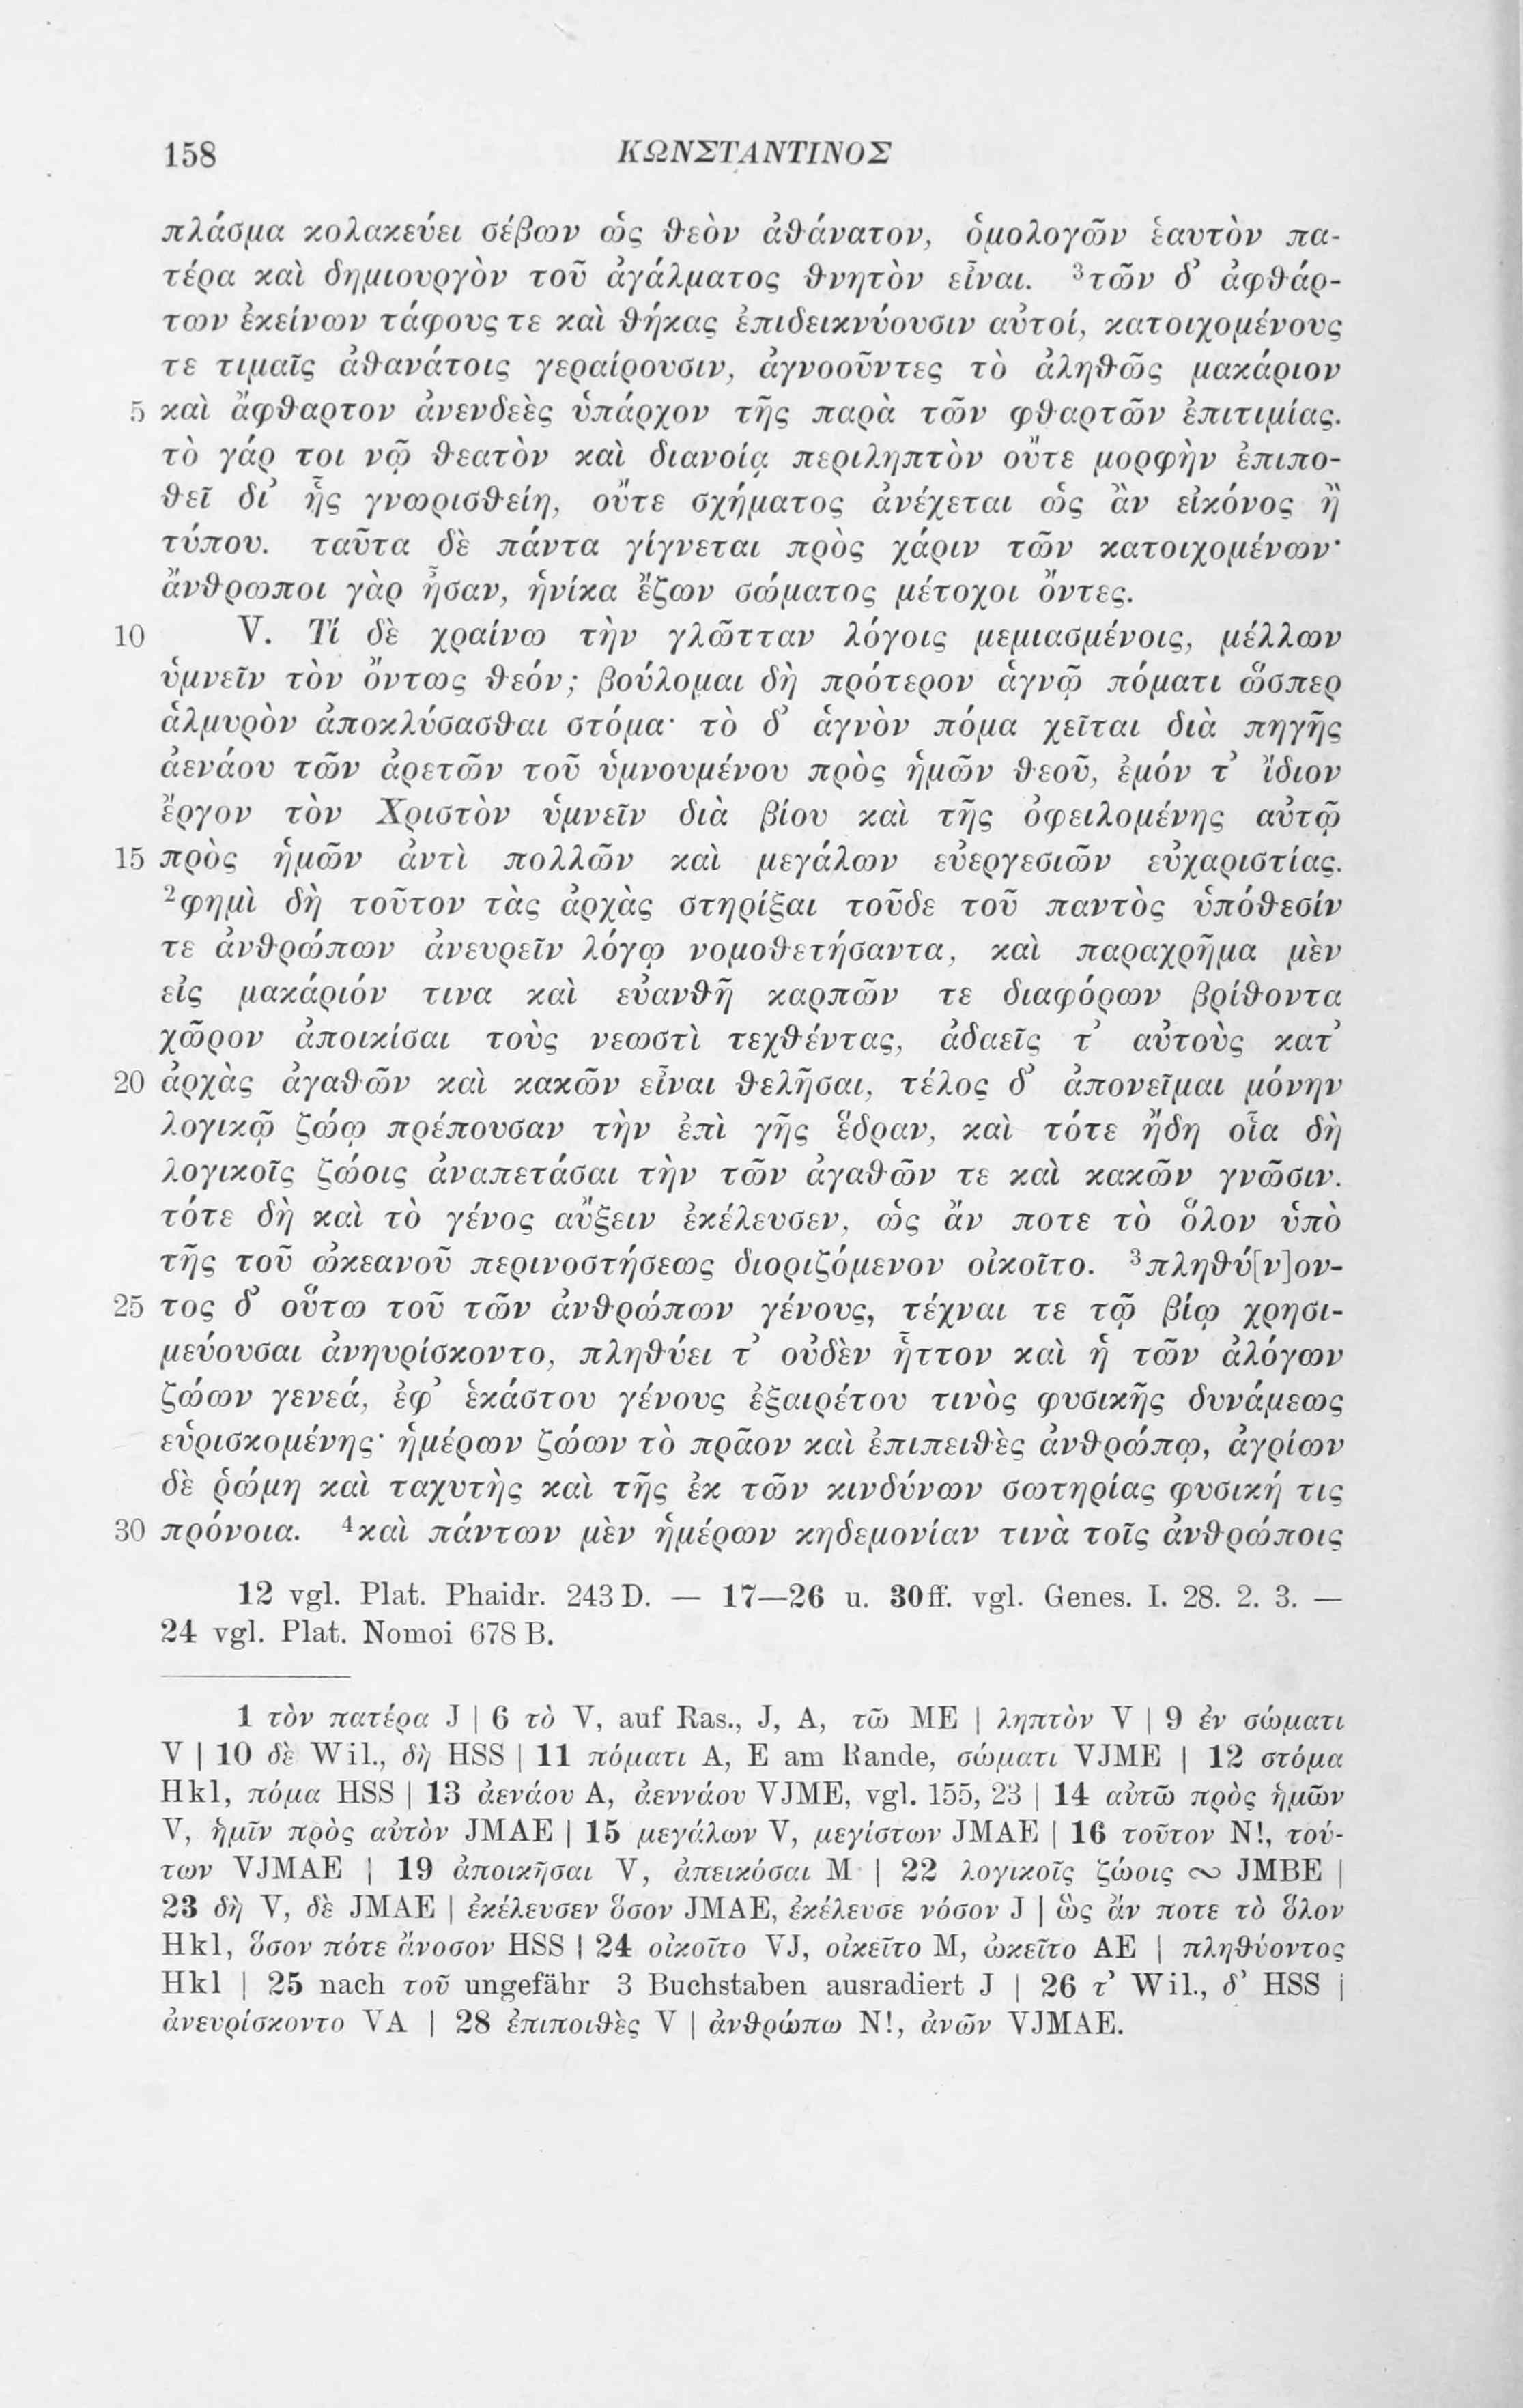 158 ΚΩΝΣΤΑΝΤΙΝΟΣ
πλάσμα κολακεύει σέβων ὡς θεὸν ἀθάνατον, ὁμολογῶν ἑαυτὸν πα-
τέρα καὶ δημιουργὸν τοῦ ἀγάλματος θνητὸν εἶναι. ³τῶν δ’ ἀφθάρ-
των ἐκείνων τάφους τε καὶ θήκας ἐπιδεικνύουσιν αὐτοί, κατοιχομένους
τε τιμαῖς ἀθανάτοις γεραίρουσιν, ἀγνοοῦντες τὸ ἀληθῶς μακάριον
5 καὶ ἄφθαρτον ἀνενδεὲς ὑπάρχον τῆς παρὰ τῶν φθαρτῶν ἐπιτιμίας.
τὸ γάρ τοι νῷ θεατὸν καὶ διανοίᾳ περιληπτὸν οὔτε μορφὴν ἐπιπο-
θεῖ δι’ ἧς γνωρισθείη, οὔτε σχήματος ἀνέχεται ὡς ἂν εἰκόνος ἢ
τύπου. ταῦτα δὲ πάντα γίγνεται πρὸς χάριν τῶν κατοιχομένων·
ἄνθρωποι γὰρ ἦσαν, ἡνίκα ἔζων σώματος μέτοχοι ὄντες.
10 V. Τί δὲ χραίνω τὴν γλῶτταν λόγοις μεμιασμένοις, μέλλων
ὑμνεῖν τὸν ὄντως θεόν; βούλομαι δὴ πρότερον ἁγνῷ πόματι ὥσπερ
ἁλμυρὸν ἀποκλύσασθαι στόμα· τὸ δ’ ἁγνὸν πόμα χεῖται διὰ πηγῆς
ἀενάου τῶν ἀρετῶν τοῦ ὑμνουμένου πρὸς ἡμῶν θεοῦ, ἐμόν τ’ ἴδιον
ἔργον τὸν Χριστὸν ὑμνεῖν διὰ βίου καὶ τῆς ὀφειλομένης αὐτῷ
15 πρὸς ἡμῶν ἀντὶ πολλῶν καὶ μεγάλων εὐεργεσιῶν εὐχαριστίας.
²φημὶ δὴ τοῦτον τὰς ἀρχὰς στηρίξαι τοῦδε τοῦ παντὸς ὑπόθεσίν
τε ἀνθρώπων ἀνευρεῖν λόγῳ νομοθετήσαντα, καὶ παραχρῆμα μὲν
εἰς μακάριόν τινα καὶ εὐανθῆ καρπῶν τε διαφόρων βρίθοντα
χῶρον ἀποικίσαι τοὺς νεωστὶ τεχθέντας, ἀδαεῖς τ’ αὐτοὺς κατ’
20 ἀρχὰς ἀγαθῶν καὶ κακῶν εἶναι θελῆσαι, τέλος δ’ ἀπονεῖμαι μόνην
λογικῷ ζώῳ πρέπουσαν τὴν ἐπὶ γῆς ἕδραν, καὶ τότε ἤδη οἷα δὴ
λογικοῖς ζώοις ἀναπετάσαι τὴν τῶν ἀγαθῶν τε καὶ κακῶν γνῶσιν.
τότε δὴ καὶ τὸ γένος αὔξειν ἐκέλευσεν, ὡς ἄν ποτε τὸ ὅλον ὑπὸ
τῆς τοῦ ὠκεανοῦ περινοστήσεως διοριζόμενον οἰκοῖτο. ³πληθύ[ν]ον-
25 τος δ’ οὕτω τοῦ τῶν ἀνθρώπων γένους, τέχναι τε τῷ βίῳ χρησι-
μεύουσαι ἀνηυρίσκοντο, πληθύει τ’ οὐδὲν ἧττον καὶ ἡ τῶν ἀλόγων
ζώων γενεά, ἐφ’ ἑκάστου γένους ἐξαιρέτου τινὸς φυσικῆς δυνάμεως
εὑρισκομένης· ἡμέρων ζώων τὸ πρᾶον καὶ ἐπιπειθὲς ἀνθρώπῳ, ἀγρίων
δὲ ῥώμη καὶ ταχυτὴς καὶ τῆς ἐκ τῶν κινδύνων σωτηρίας φυσική τις
30 πρόνοια. ⁴καὶ πάντων μὲν ἡμέρων κηδεμονίαν τινὰ τοῖς ἀνθρώποις
12 vgl. Plat. Phaidr. 243 D. — 17—26 u. 30ff. vgl. Genes. I. 28. 2. 3. —
24 vgl. Plat. Nomoi 678 B.
1 τὸν πατέρα J | 6 τὸ V, auf Ras., J, A, τῶ ME | ληπτὸν V | 9 ἐν σώματι
V | 10 δὲ Wil., δὴ HSS | 11 πόματι A, E am Rande, σώματι VJME | 12 στόμα
Hkl, πόμα HSS | 13 ἀενάου A, ἀεννάου VJME, vgl. 155, 23 | 14 αὐτῶ πρὸς ἡμῶν
V, ἡμῖν πρὸς αὐτὸν JMAE | 15 μεγάλων V, μεγίστων JMAE | 16 τοῦτον N!, τού-
των VJMAE | 19 ἀποικῆσαι V, ἀπεικόσαι M | 22 λογικοῖς ζώοις ∾ JMBE |
23 δὴ V, δὲ JMAE | ἐκέλευσεν ὅσον JMAE, ἐκέλευσε νόσον J | ὣς ἄν ποτε τὸ ὅλον
Hkl, ὅσον πότε ἄνοσον HSS | 24 οἰκοῖτο VJ, οἰκεῖτο M, ὠκεῖτο AE | πληθύοντος
Hkl | 25 nach τοῦ ungefähr 3 Buchstaben ausradiert J | 26 τ’ Wil., δ’ HSS |
ἀνευρίσκοντο VA | 28 ἐπιποιθὲς V | ἀνθρώπω N!, ἀνῶν VJMAE.